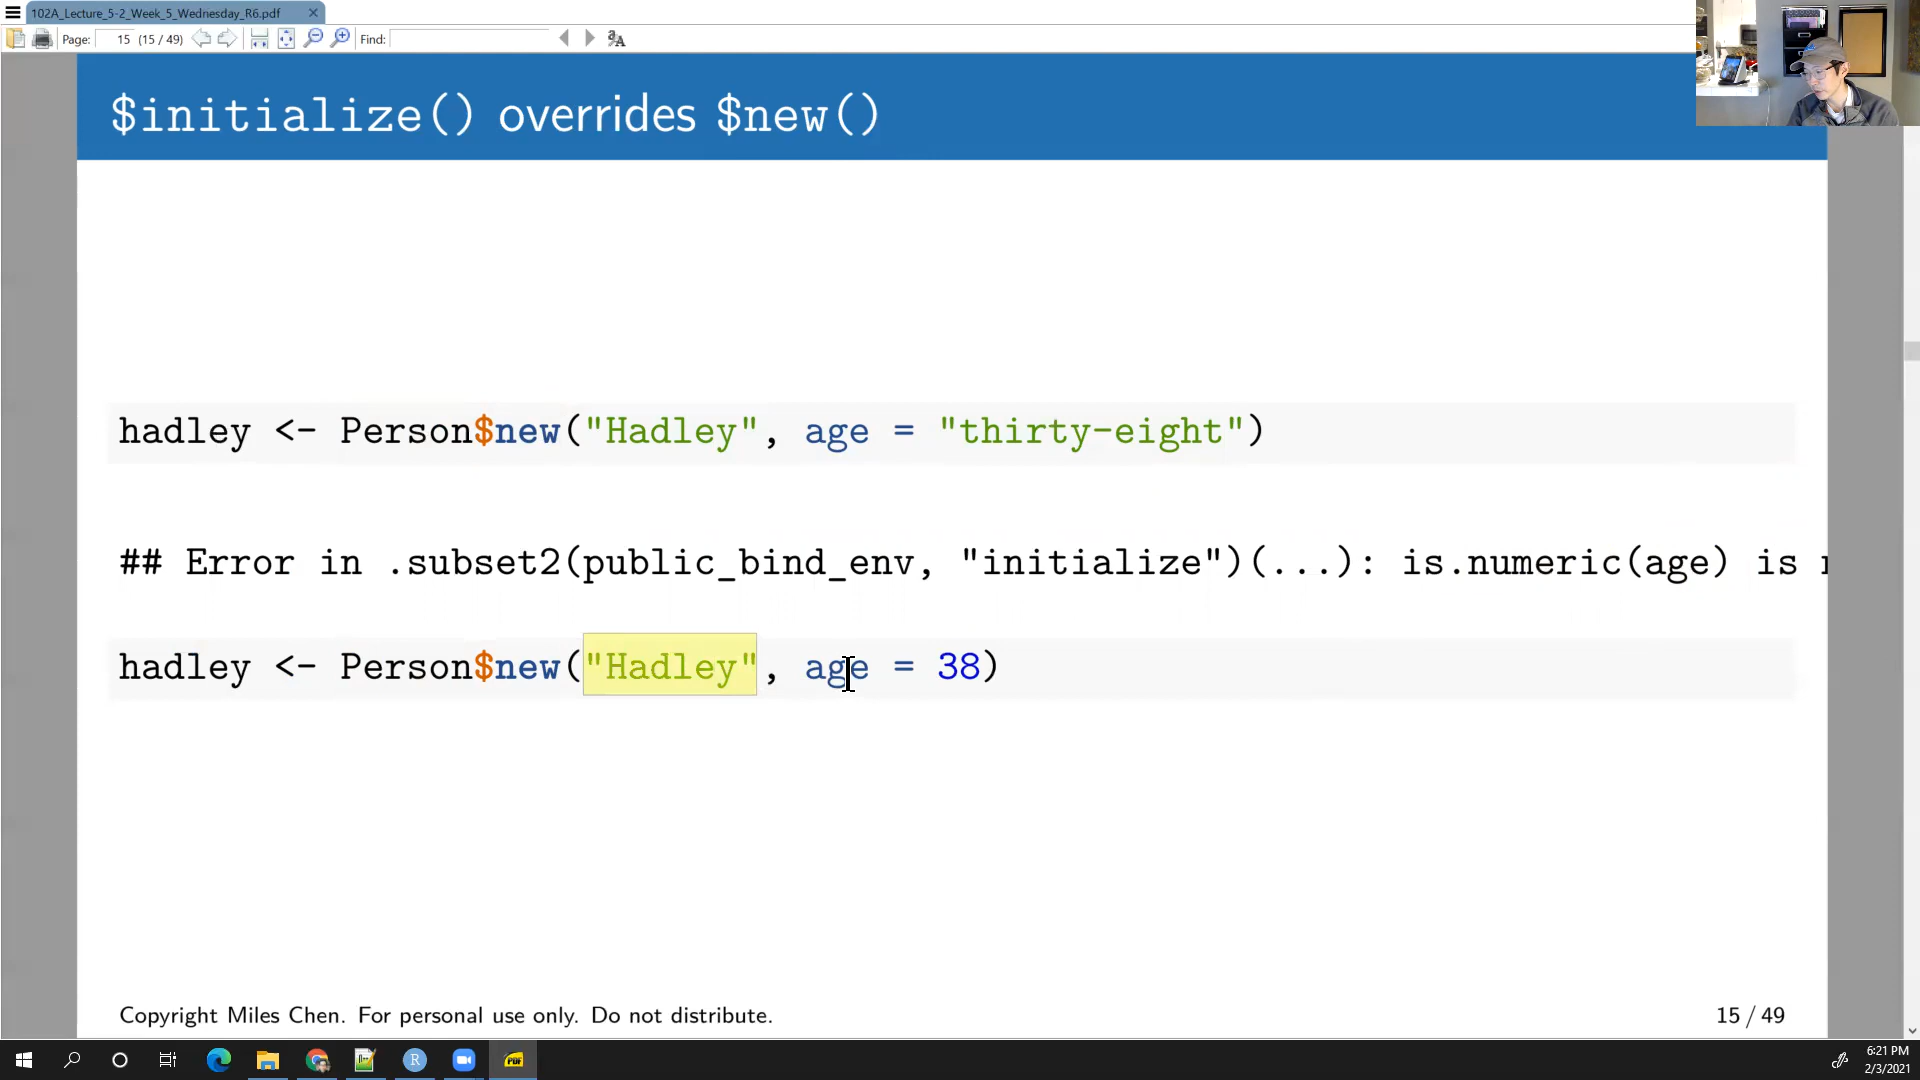 102A_Lecture_5-2_Week_5_Wednesday_R6.pdf
Page: 15 (15 / 49) Find:
$initialize() overrides $new()
hadley <- Person$new("Hadley", age = "thirty-eight")
## Error in .subset2(public_bind_env, "initialize")(...): is.numeric(age) is
hadley <- Person$new("Hadley", age = 38)
Copyright Miles Chen. For personal use only. Do not distribute.
15 / 49
6:21 PM
2/3/2021